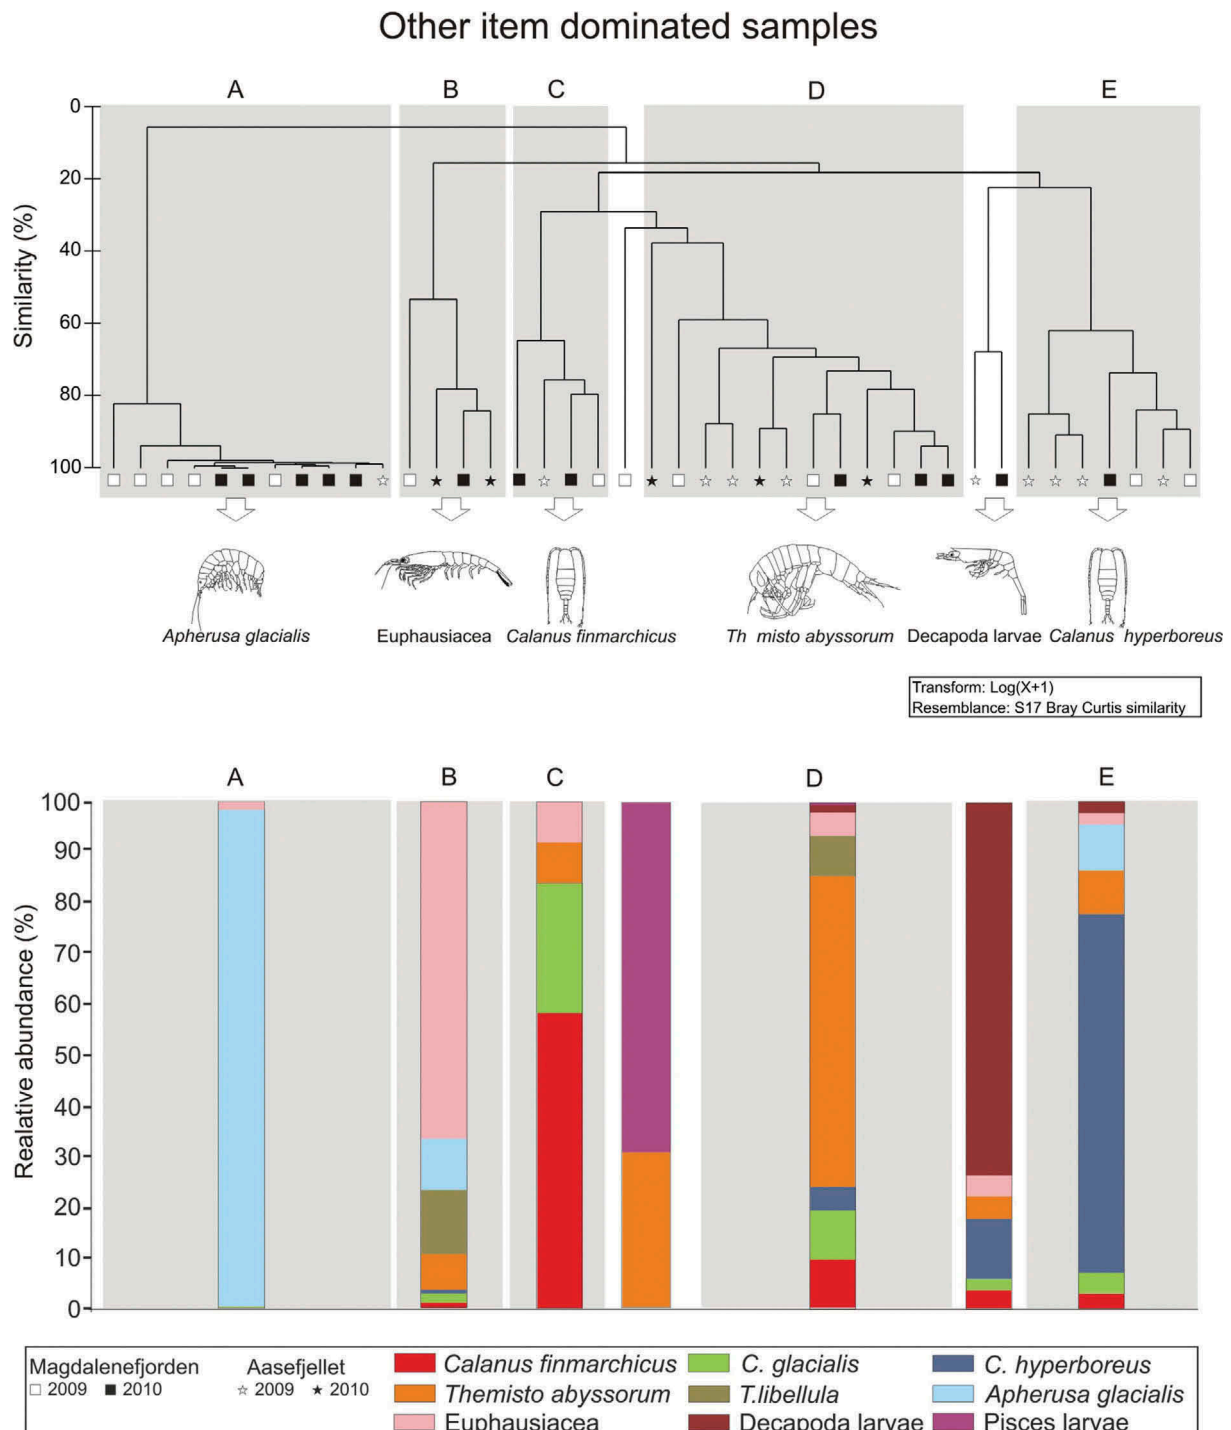 Other item dominated samples
A B C D E
Similarity (%)
0
20
40
60
80
100
Apherusa glacialis Euphausiacea Calanus finmarchicus Th misto abyssorum Decapoda larvae Calanus hyperboreus
Transform: Log(X+1)
Resemblance: S17 Bray Curtis similarity
A B C D E
Realative abundance (%)
100
90
80
70
60
50
40
30
20
10
0
Magdalenefjorden Aasefjellet Calanus finmarchicus C. glacialis C. hyperboreus
2009 2010 2009 2010 Themisto abyssorum T.libellula Apherusa glacialis
Euphausiacea Decapoda larvae Pisces larvae